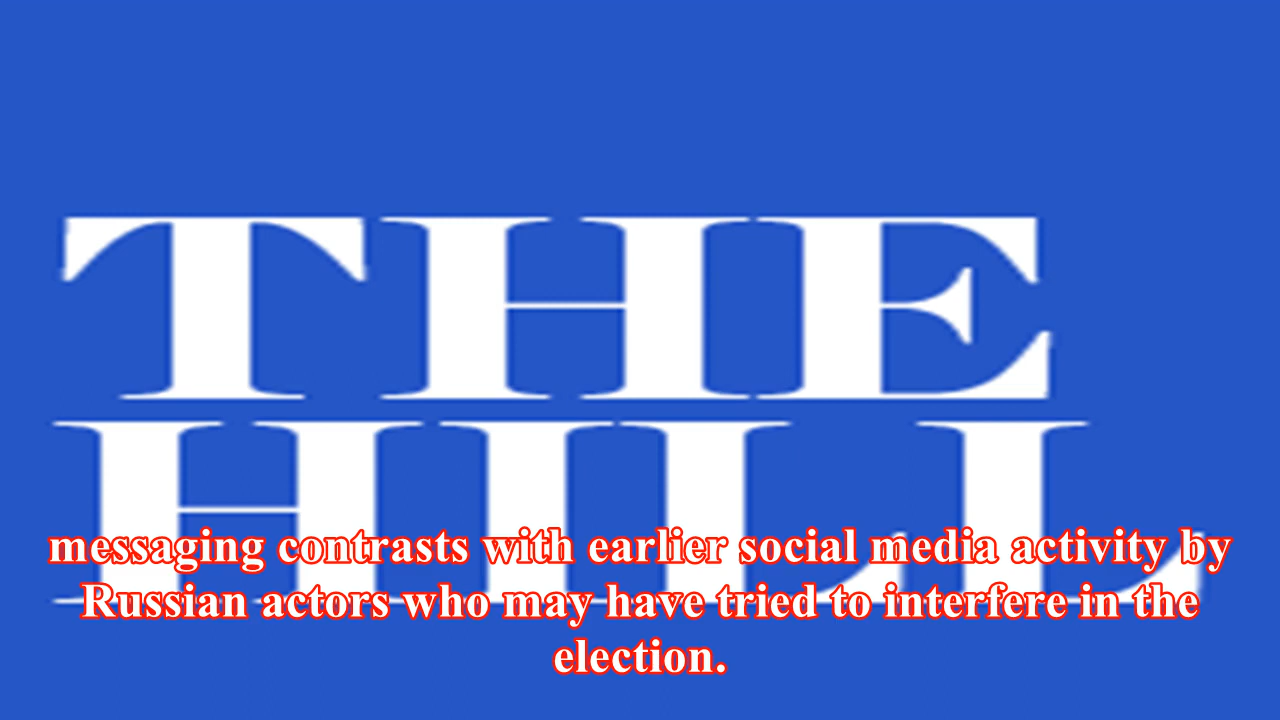 THE
HILL
messaging contrasts with earlier social media activity by
Russian actors who may have tried to interfere in the
election.